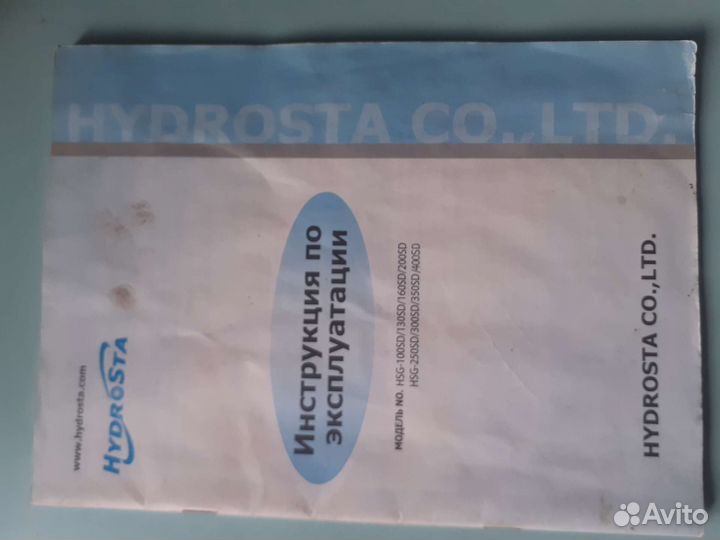 HYDROSTA CO.,LTD.
www.hydrosta.com
HYDROSTA
Инструкция по
эксплуатации
МОДЕЛЬ NO. HSG-100SD/130SD/160SD/200SD
HSG-250SD/300SD/350SD/400SD
HYDROSTA CO.,LTD.
Avito